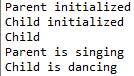 Parent initialized
Child initialized
Child
Parent is singing
Child is dancing